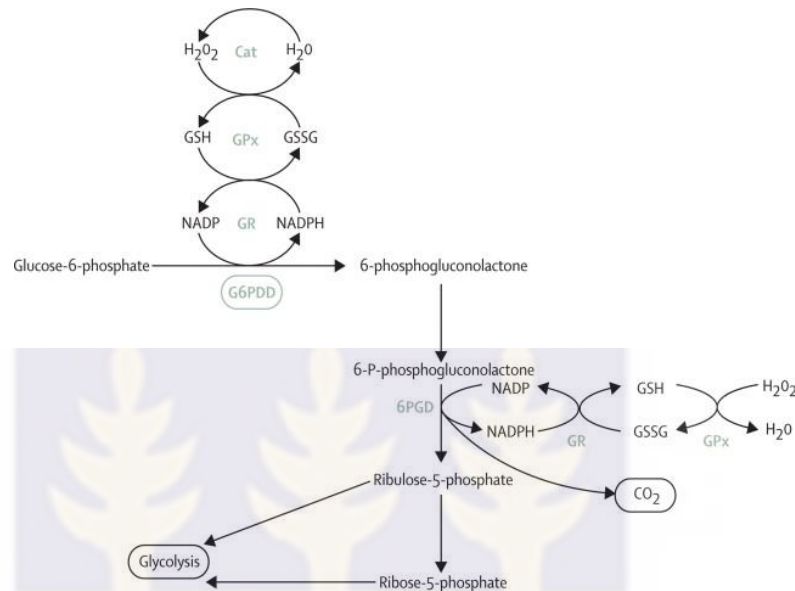 H2O2 Cat H2O
GSH GPx GSSG
NADP GR NADPH
Glucose-6-phosphate 6-phosphogluconolactone
G6PDD
6-P-phosphogluconolactone
NADP GSH H2O2
6PGD
NADPH GR GSSG GPx H2O
Ribulose-5-phosphate
CO2
Glycolysis
Ribose-5-phosphate